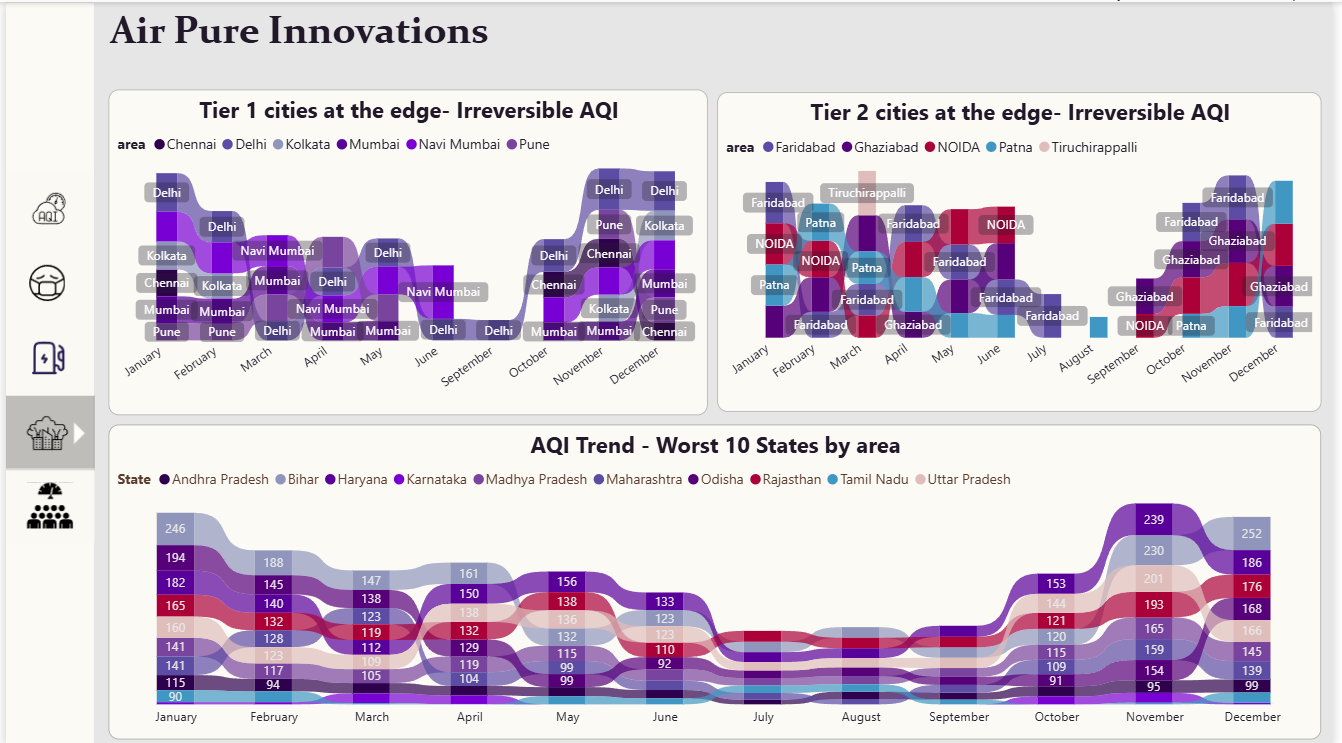 Air Pure Innovations
Tier 1 cities at the edge- Irreversible AQI
area Chennai Delhi Kolkata Mumbai Navi Mumbai Pune
Delhi Kolkata Chennai Mumbai Pune
Delhi Kolkata Mumbai Pune
Navi Mumbai Mumbai Delhi
Delhi Navi Mumbai Mumbai
Delhi Mumbai
Navi Mumbai Delhi
Delhi
Delhi Chennai Mumbai
Delhi Pune Chennai Kolkata Mumbai
Delhi Kolkata Mumbai Pune Chennai
January February March April May June September October November December
Tier 2 cities at the edge- Irreversible AQI
area Faridabad Ghaziabad NOIDA Patna Tiruchirappalli
Faridabad NOIDA Patna
Patna NOIDA Faridabad
Tiruchirappalli Patna Faridabad
Faridabad Ghaziabad
Faridabad
NOIDA Faridabad
Faridabad
Ghaziabad NOIDA
Faridabad Ghaziabad Patna
Faridabad Ghaziabad
Ghaziabad Faridabad
January February March April May June July August September October November December
AQI
AQI Trend - Worst 10 States by area
State Andhra Pradesh Bihar Haryana Karnataka Madhya Pradesh Maharashtra Odisha Rajasthan Tamil Nadu Uttar Pradesh
246 194 182 165 160 141 141 115 90
188 145 140 132 128 123 117 94
147 138 123 119 112 109 105
161 150 138 132 129 119 104
156 138 136 132 115 99 99
133 123 123 110 92
153 144 121 120 115 109 91
239 230 201 193 165 159 154 95
252 186 176 168 166 145 139 99
January February March April May June July August September October November December